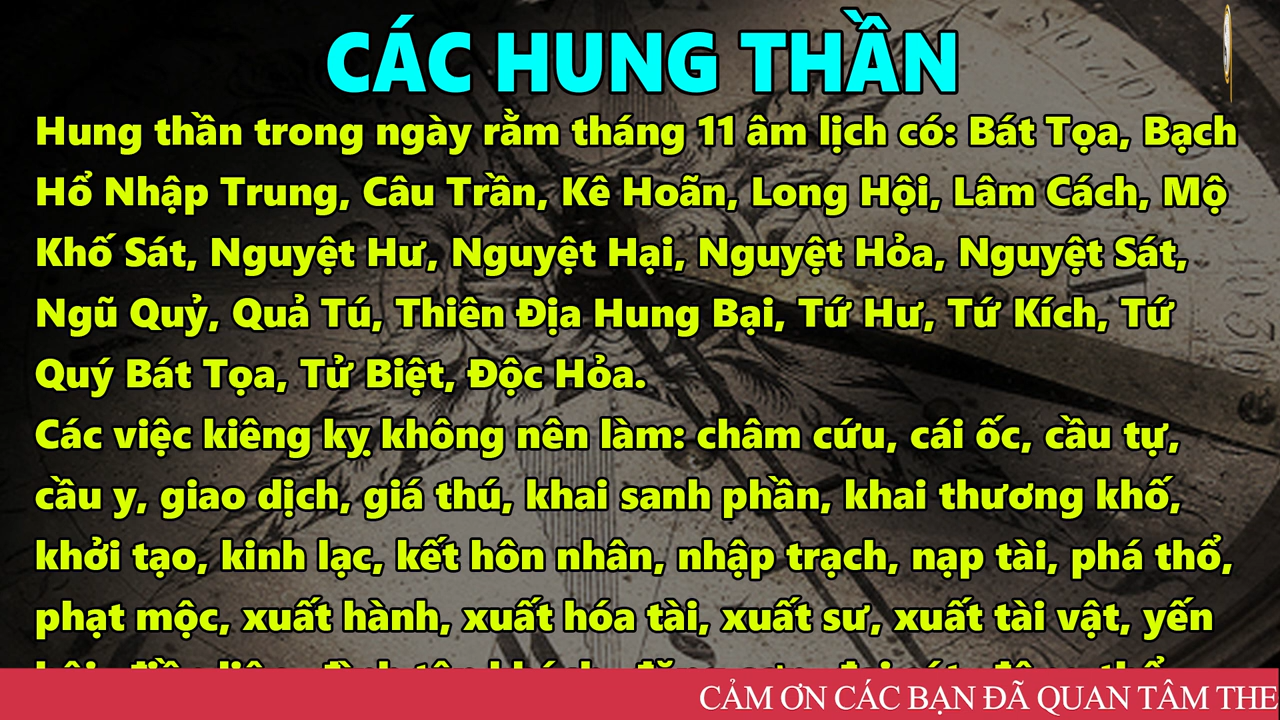 CÁC HUNG THẦN
Hung thần trong ngày rằm tháng 11 âm lịch có: Bát Tọa, Bạch
Hổ Nhập Trung, Câu Trần, Kê Hoãn, Long Hội, Lâm Cách, Mộ
Khố Sát, Nguyệt Hư, Nguyệt Hại, Nguyệt Hỏa, Nguyệt Sát,
Ngũ Quỷ, Quả Tú, Thiên Địa Hung Bại, Tứ Hư, Tứ Kích, Tứ
Quý Bát Tọa, Tử Biệt, Độc Hỏa.
Các việc kiêng kỵ không nên làm: châm cứu, cái ốc, cầu tự,
cầu y, giao dịch, giá thú, khai sanh phần, khai thương khố,
khởi tạo, kinh lạc, kết hôn nhân, nhập trạch, nạp tài, phá thổ,
phạt mộc, xuất hành, xuất hóa tài, xuất sư, xuất tài vật, yến
CẢM ƠN CÁC BẠN ĐÃ QUAN TÂM THE